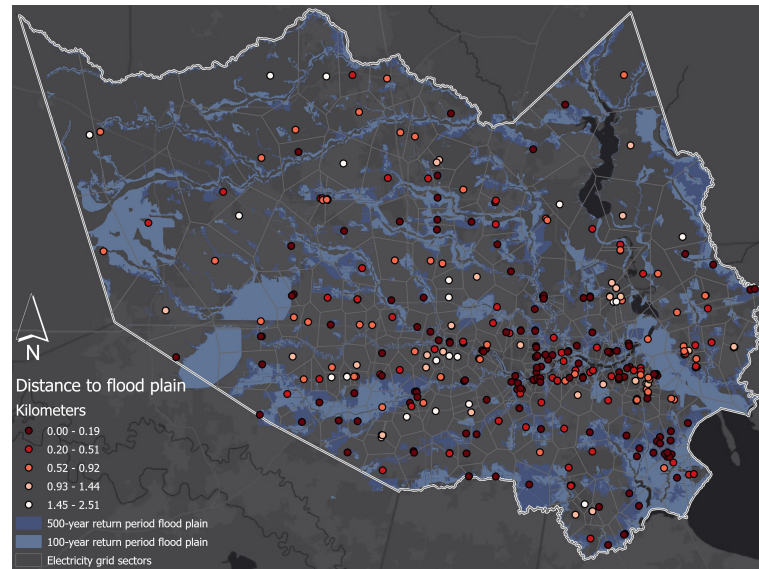 N
Distance to flood plain
Kilometers
0.00 - 0.19
0.20 - 0.51
0.52 - 0.92
0.93 - 1.44
1.45 - 2.51
500-year return period flood plain
100-year return period flood plain
Electricity grid sectors